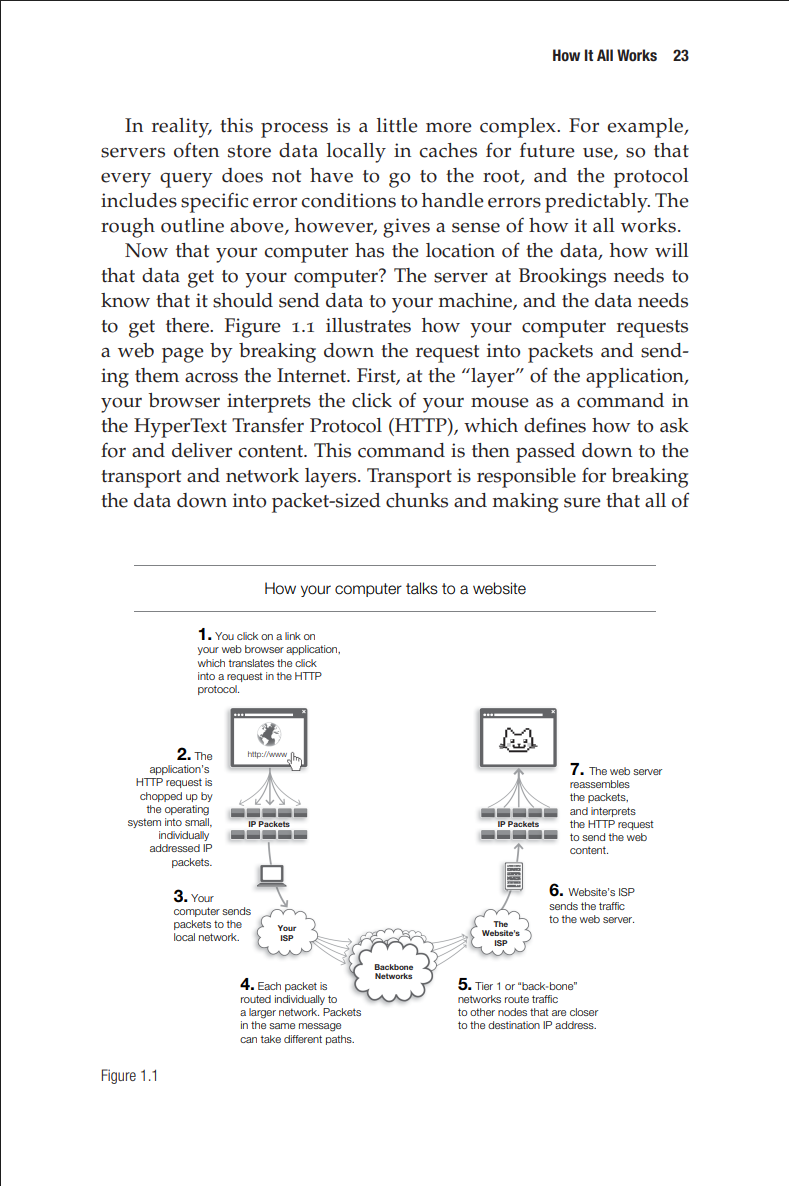 How It All Works 23
In reality, this process is a little more complex. For example,
servers often store data locally in caches for future use, so that
every query does not have to go to the root, and the protocol
includes specific error conditions to handle errors predictably. The
rough outline above, however, gives a sense of how it all works.
Now that your computer has the location of the data, how will
that data get to your computer? The server at Brookings needs to
know that it should send data to your machine, and the data needs
to get there. Figure 1.1 illustrates how your computer requests
a web page by breaking down the request into packets and send-
ing them across the Internet. First, at the “layer” of the application,
your browser interprets the click of your mouse as a command in
the HyperText Transfer Protocol (HTTP), which defines how to ask
for and deliver content. This command is then passed down to the
transport and network layers. Transport is responsible for breaking
the data down into packet-sized chunks and making sure that all of
How your computer talks to a website
1. You click on a link on
your web browser application,
which translates the click
into a request in the HTTP
protocol.
http://www
2. The
application’s
HTTP request is
chopped up by
the operating
system into small,
individually
addressed IP
packets.
IP Packets
3. Your
computer sends
packets to the
local network.
Your
ISP
4. Each packet is
routed individually to
a larger network. Packets
in the same message
can take different paths.
Backbone
Networks
5. Tier 1 or “back-bone”
networks route traffic
to other nodes that are closer
to the destination IP address.
The
Website’s
ISP
6. Website’s ISP
sends the traffic
to the web server.
IP Packets
7. The web server
reassembles
the packets,
and interprets
the HTTP request
to send the web
content.
Figure 1.1